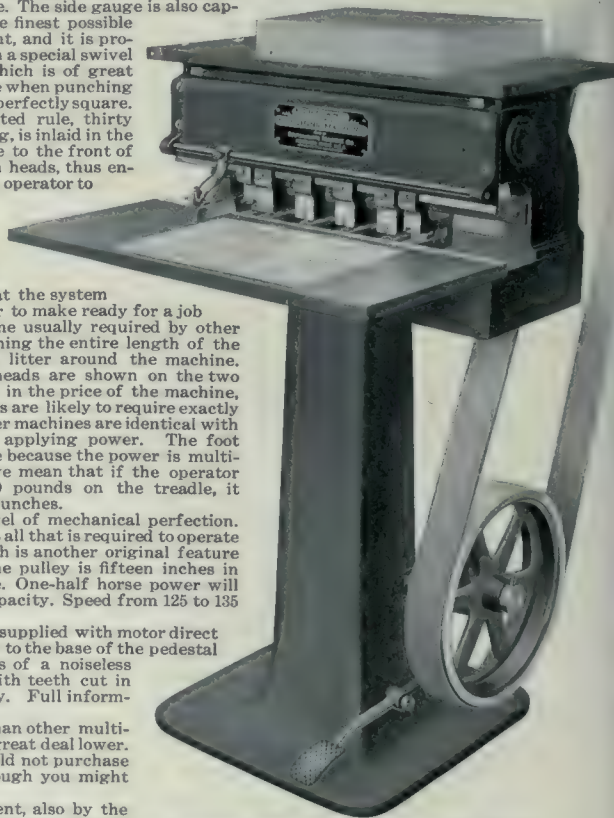 e. The side gauge is also cap-
e finest possible
nt, and it is pro-
a special swivel
hich is of great
e when punching
perfectly square.
ted rule, thirty
g, is inlaid in the
e to the front of
heads, thus en-
operator to
at the system
r to make ready for a job
ne usually required by other
ning the entire length of the
litter around the machine.
heads are shown on the two
in the price of the machine,
s are likely to require exactly
er machines are identical with
applying power. The foot
e because the power is multi-
ve mean that if the operator
0 pounds on the treadle, it
unches.
el of mechanical perfection.
all that is required to operate
h is another original feature
he pulley is fifteen inches in
e. One-half horse power will
pacity. Speed from 125 to 135
supplied with motor direct
to the base of the pedestal
s of a noiseless
ith teeth cut in
y. Full inform-
an other multi-
reat deal lower.
ld not purchase
ough you might
ent, also by the